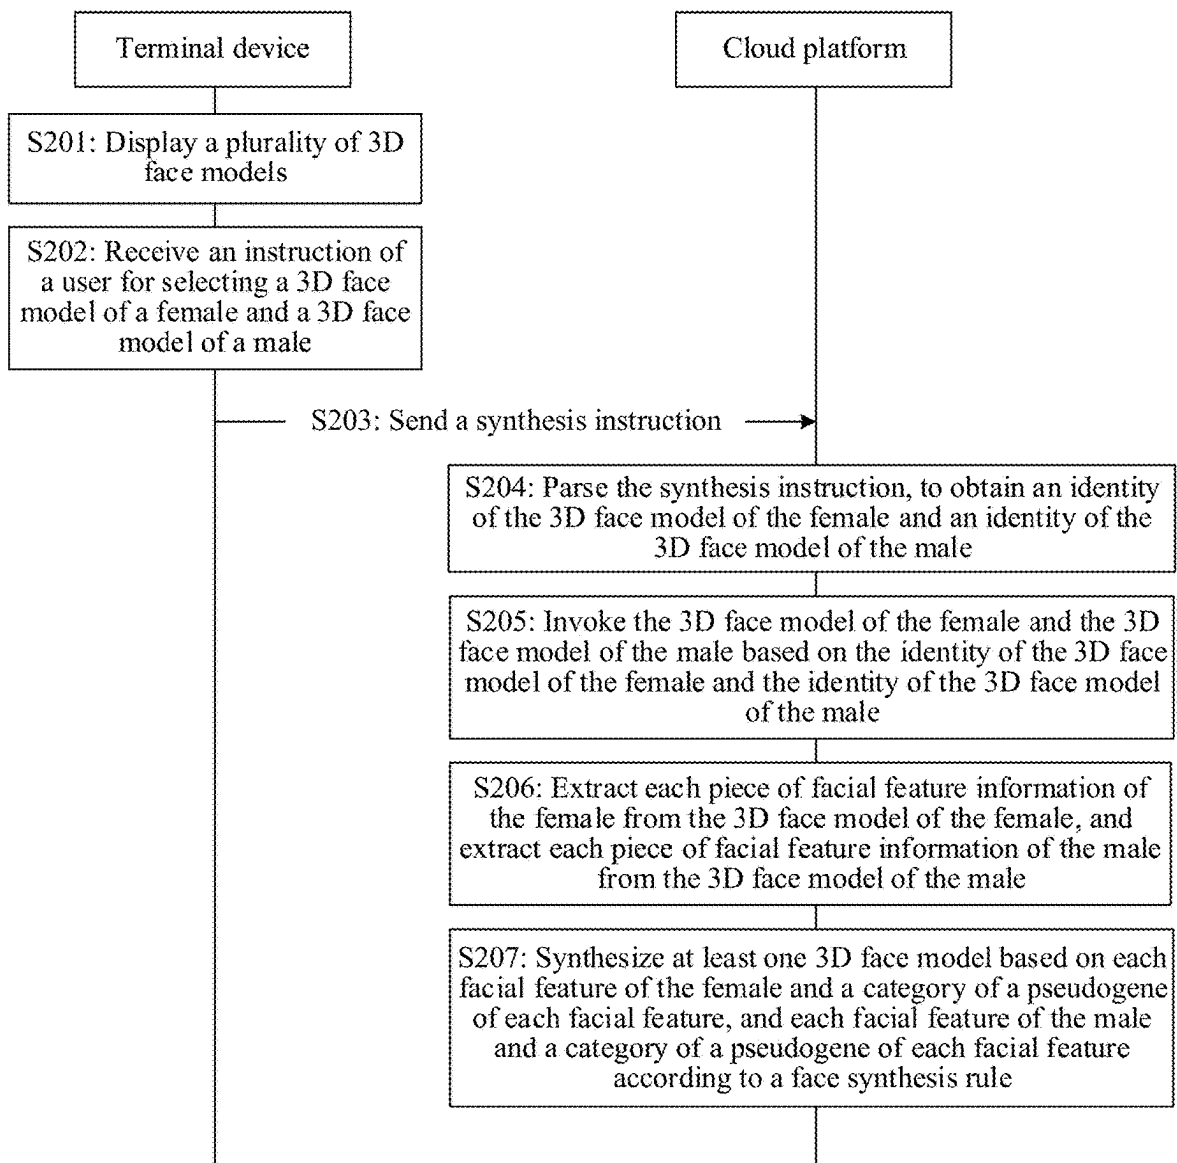 Terminal device
Cloud platform
S201: Display a plurality of 3D
face models
S202: Receive an instruction of
a user for selecting a 3D face
model of a female and a 3D face
model of a male
S203: Send a synthesis instruction
S204: Parse the synthesis instruction, to obtain an identity
of the 3D face model of the female and an identity of the
3D face model of the male
S205: Invoke the 3D face model of the female and the 3D
face model of the male based on the identity of the 3D face
model of the female and the identity of the 3D face model
of the male
S206: Extract each piece of facial feature information of
the female from the 3D face model of the female, and
extract each piece of facial feature information of the male
from the 3D face model of the male
S207: Synthesize at least one 3D face model based on each
facial feature of the female and a category of a pseudogene
of each facial feature, and each facial feature of the male
and a category of a pseudogene of each facial feature
according to a face synthesis rule